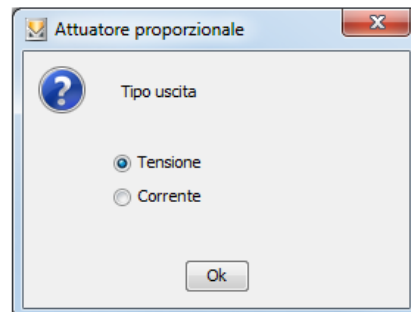 Attuatore proporzionale
Tipo uscita
Tensione
Corrente
Ok